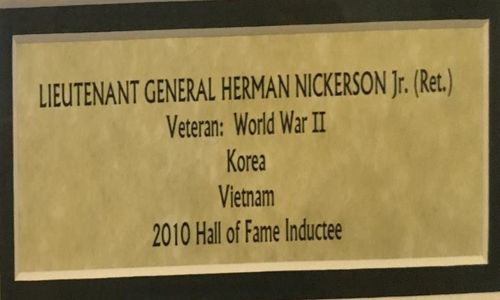 LIEUTENANT GENERAL HERMAN NICKERSON Jr. (Ret.)
Veteran: World War II
Korea
Vietnam
2010 Hall of Fame Inductee